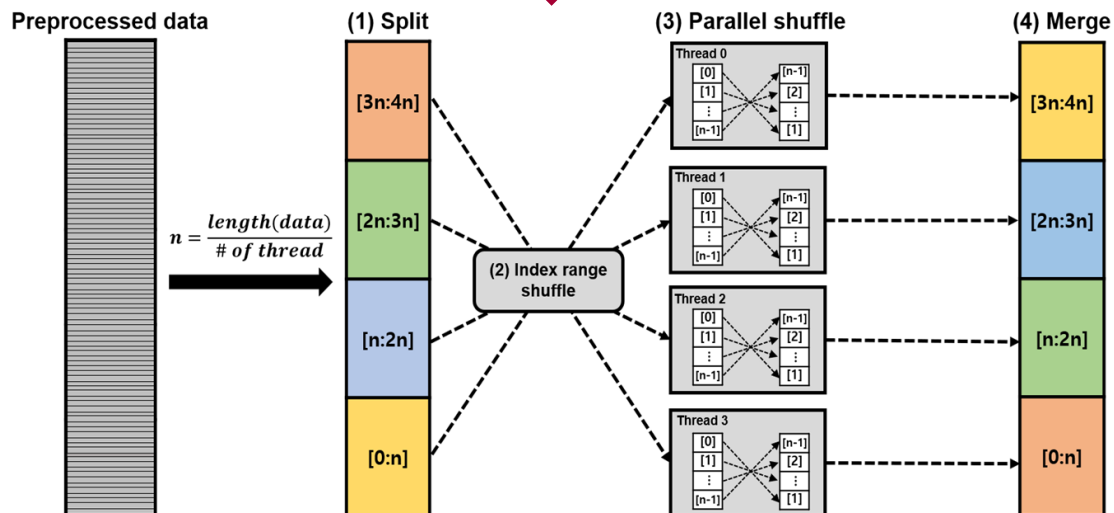 Preprocessed data
(1) Split
(3) Parallel shuffle
(4) Merge
n = length(data) / # of thread
[3n:4n]
[2n:3n]
[n:2n]
[0:n]
(2) Index range
shuffle
Thread 0
[0]
[1]
⋮
[n-1]
[n-1]
[2]
⋮
[1]
Thread 1
[0]
[1]
⋮
[n-1]
[n-1]
[2]
⋮
[1]
Thread 2
[0]
[1]
⋮
[n-1]
[n-1]
[2]
⋮
[1]
Thread 3
[0]
[1]
⋮
[n-1]
[n-1]
[2]
⋮
[1]
[3n:4n]
[2n:3n]
[n:2n]
[0:n]